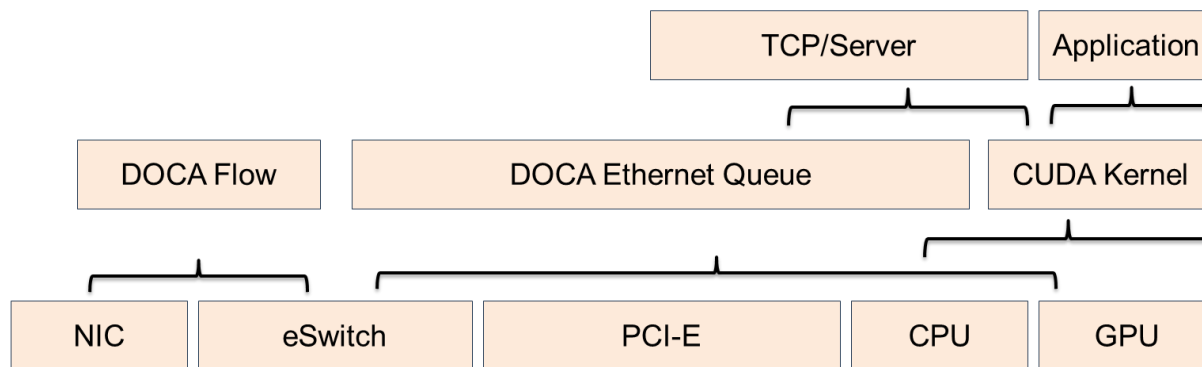 TCP/Server
Application
DOCA Flow
DOCA Ethernet Queue
CUDA Kernel
NIC
eSwitch
PCI-E
CPU
GPU